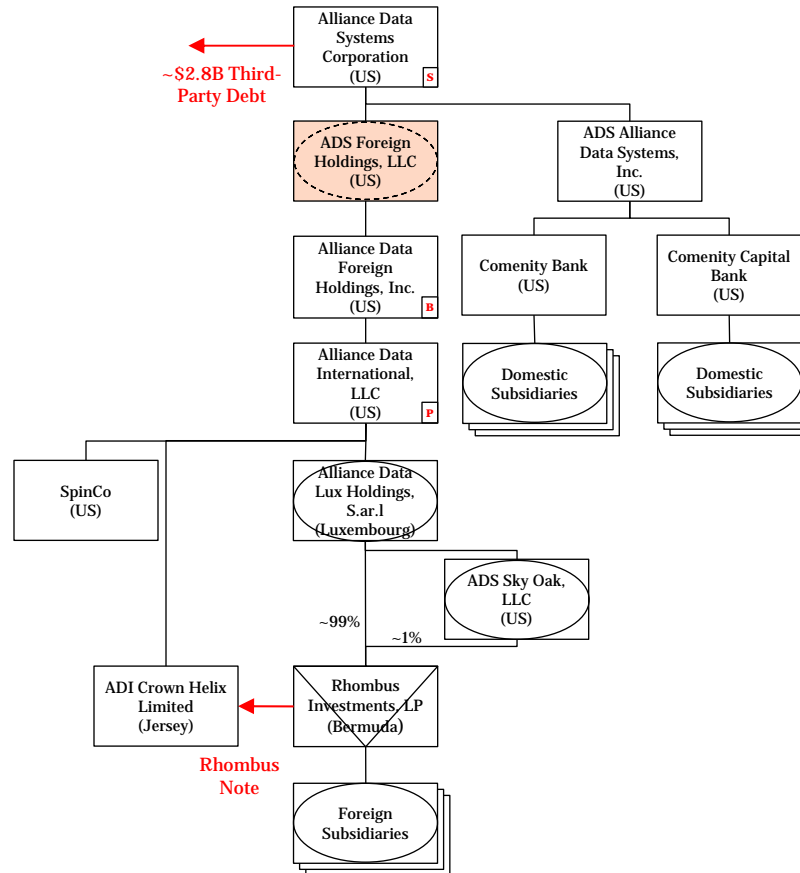 Alliance Data
Systems
Corporation
(US)
S
~$2.8B Third-
Party Debt
ADS Foreign
Holdings, LLC
(US)
ADS Alliance
Data Systems,
Inc.
(US)
Alliance Data
Foreign
Holdings, Inc.
(US)
B
Comenity Bank
(US)
Comenity Capital
Bank
(US)
Alliance Data
International,
LLC
(US)
P
Domestic
Subsidiaries
Domestic
Subsidiaries
SpinCo
(US)
Alliance Data
Lux Holdings,
S.ar.l
(Luxembourg)
ADS Sky Oak,
LLC
(US)
~99%
~1%
ADI Crown Helix
Limited
(Jersey)
Rhombus
Investments, LP
(Bermuda)
Rhombus
Note
Foreign
Subsidiaries